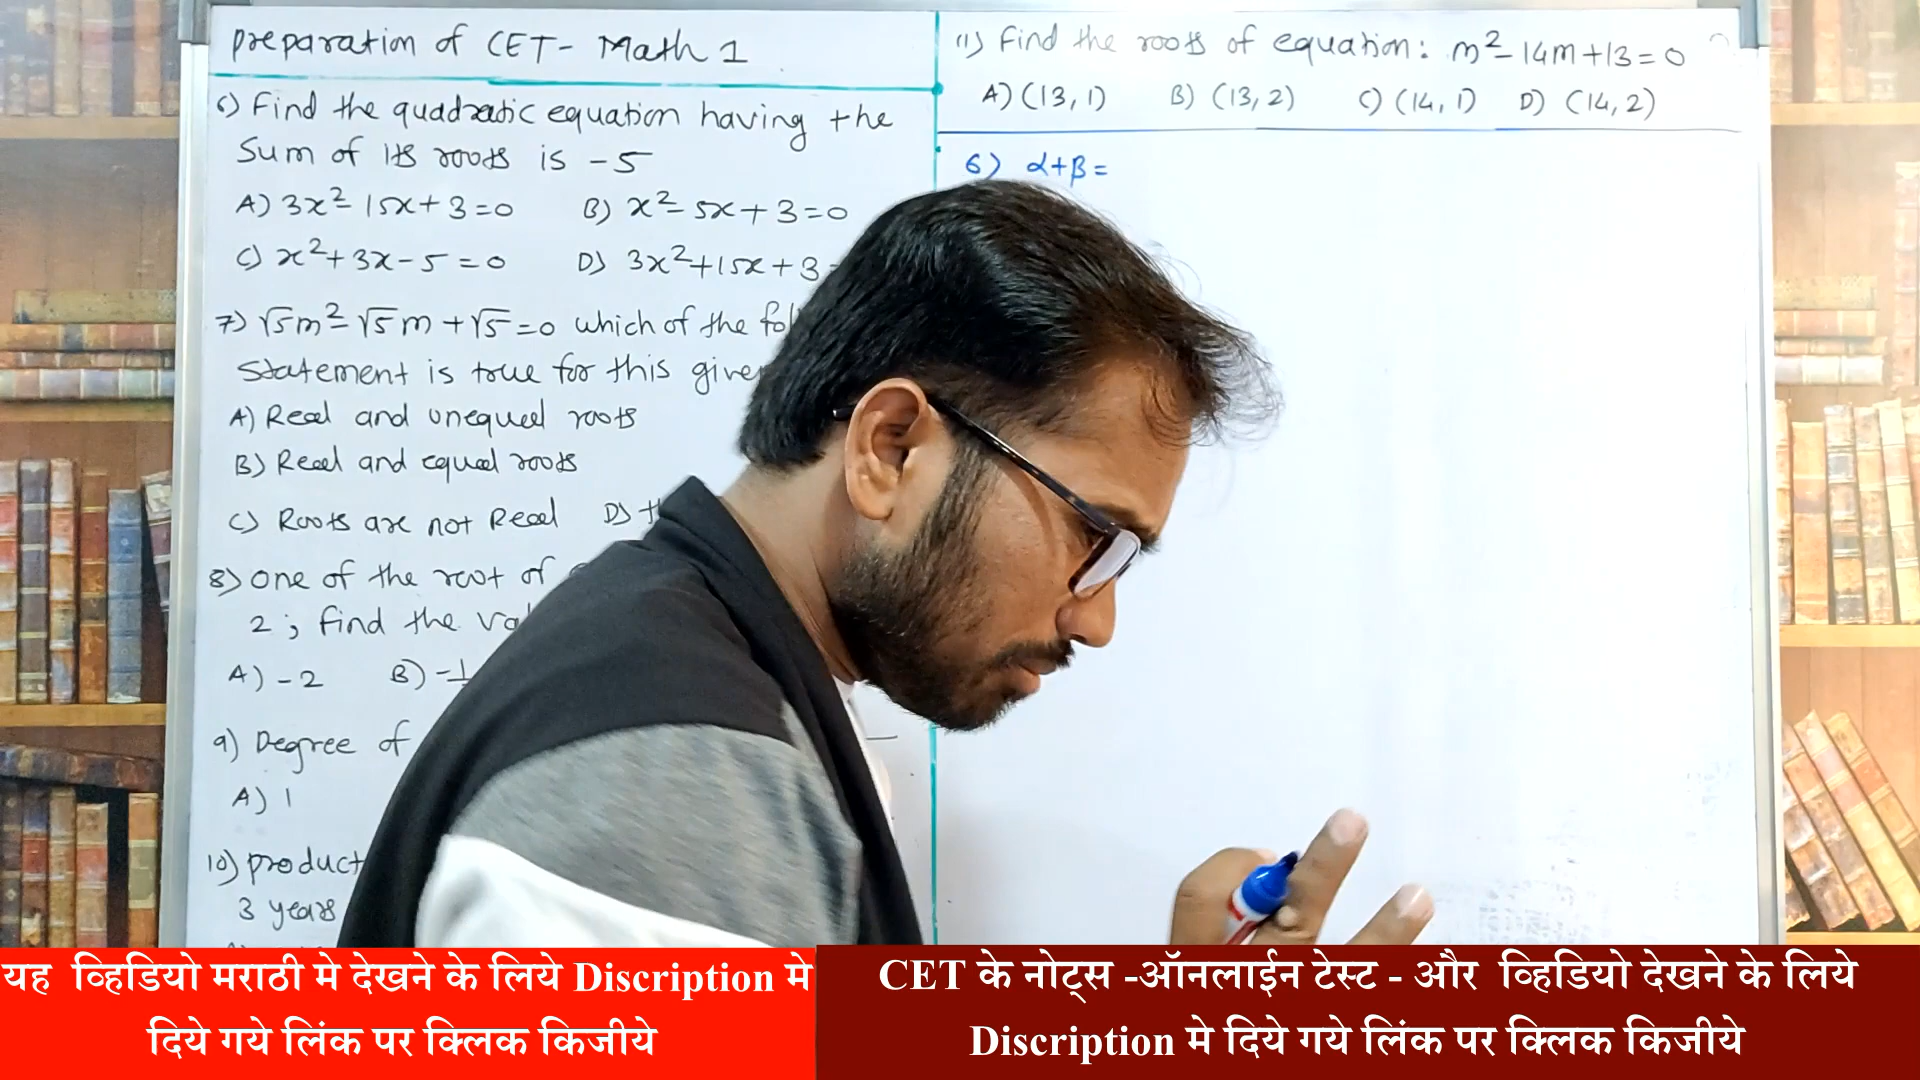 preparation of CET- Math 1
6) Find the quadratic equation having the
sum of its roots is -5
A) 3x²-15x+3=0 B) x²-5x+3=0
C) x²+3x-5=0 D) 3x²+15x+3
7) √5m²-√5m+√5=0 which of the
statement is true for this
A) Real and unequal roots
B) Real and equal roots
C) Roots are not Real D)
8) one of the root of
2; find the
A) -2 B)
9) Degree of
A) 1
10) product
3 years
11) Find the roots of equation: m²-14m+13=0
A) (13, 1) B) (13, 2) C) (14, 1) D) (14, 2)
6) α+β=
यह व्हिडियो मराठी मे देखने के लिये Discription मे
दिये गये लिंक पर क्लिक किजीये
CET के नोट्स -ऑनलाईन टेस्ट - और व्हिडियो देखने के लिये
Discription मे दिये गये लिंक पर क्लिक किजीये